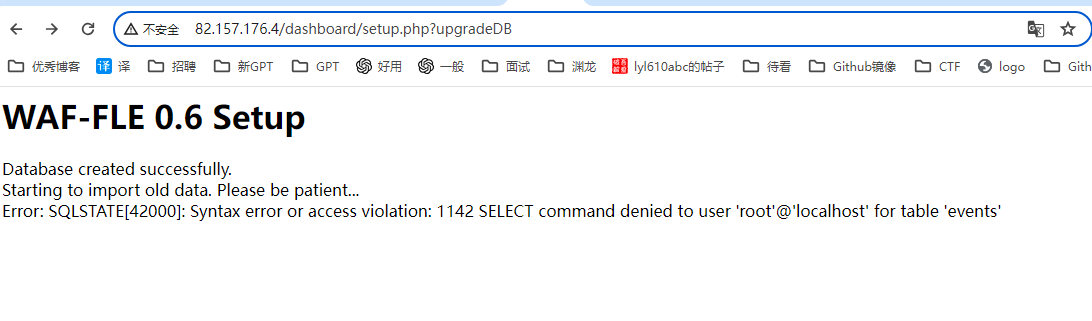 不安全 82.157.176.4/dashboard/setup.php?upgradeDB
优秀博客 译 译 招聘 新GPT GPT 好用 一般 面试 渊龙 lyl610abc的帖子 待看 Github镜像 CTF logo Gith
WAF-FLE 0.6 Setup
Database created successfully.
Starting to import old data. Please be patient...
Error: SQLSTATE[42000]: Syntax error or access violation: 1142 SELECT command denied to user 'root'@'localhost' for table 'events'